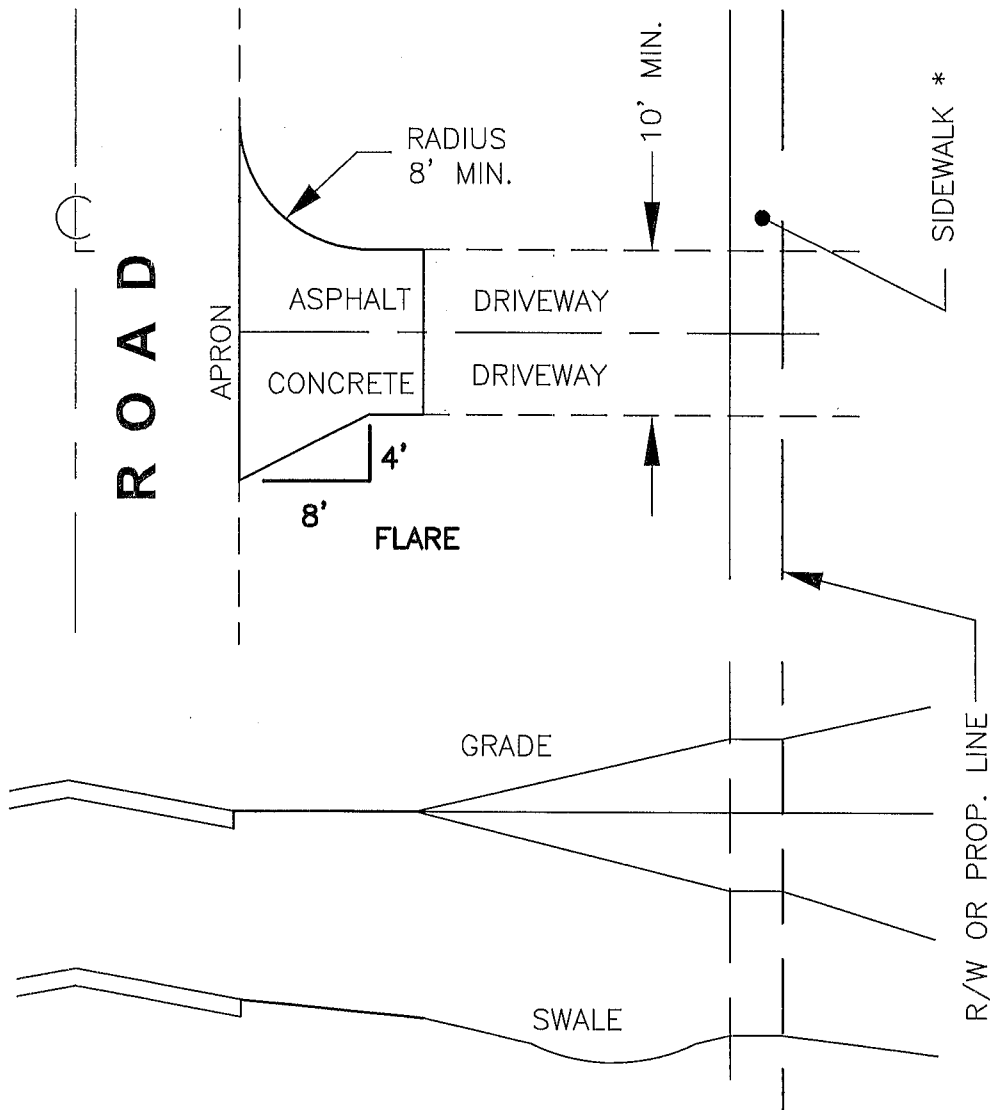 10' MIN.
SIDEWALK *
RADIUS
8' MIN.
ROAD
APRON
ASPHALT
DRIVEWAY
CONCRETE
DRIVEWAY
4'
8'
FLARE
GRADE
R/W OR PROP. LINE
SWALE